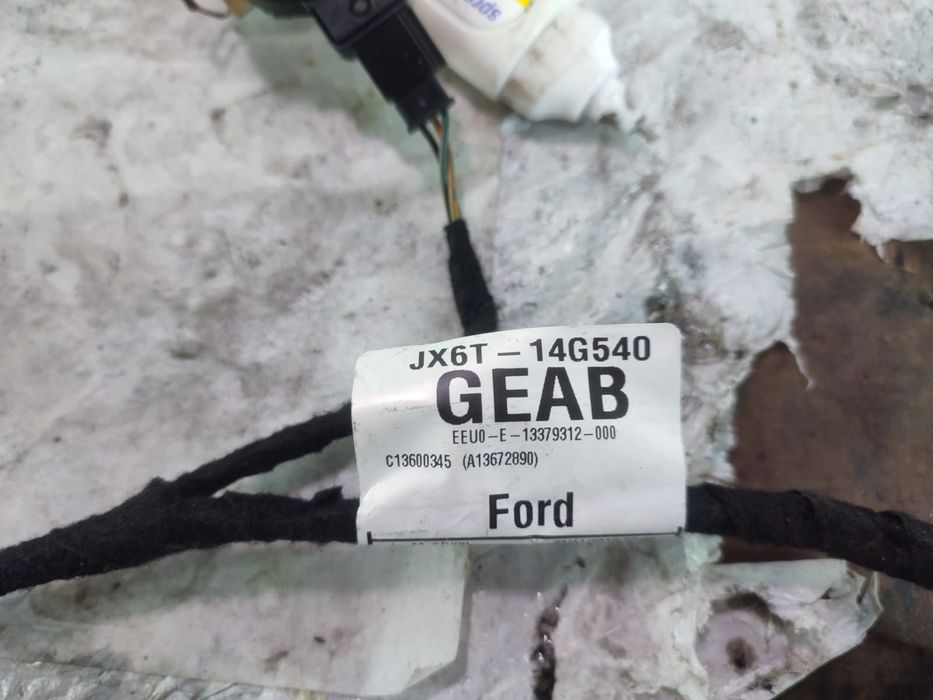 JX6T - 14G540
GEAB
EEU0-E-13379312-000
C13600345 (A13672890)
Ford